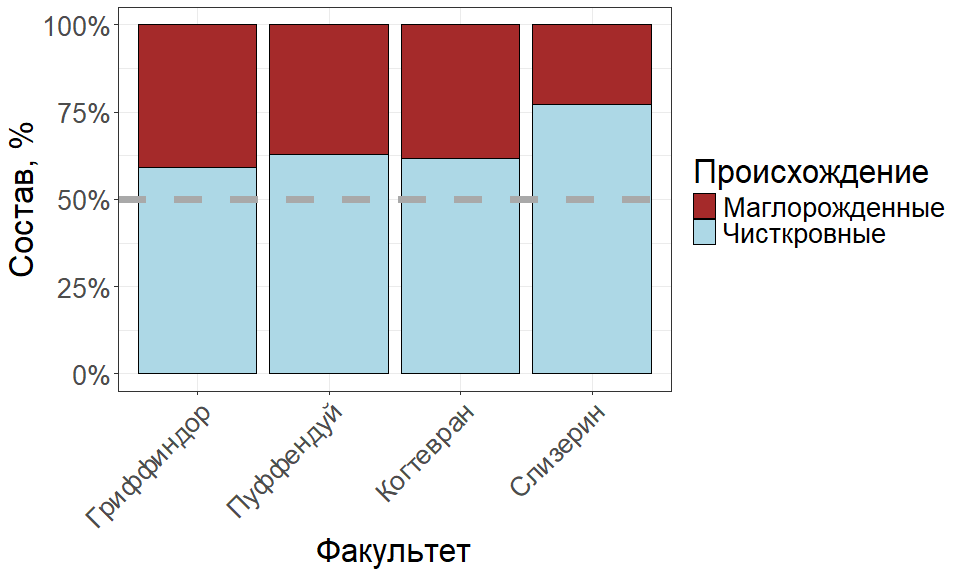 Состав, %
100%
75%
50%
25%
0%
Гриффиндор
Пуффендуй
Когтевран
Слизерин
Факультет
Происхождение
Маглорожденные
Чисткровные